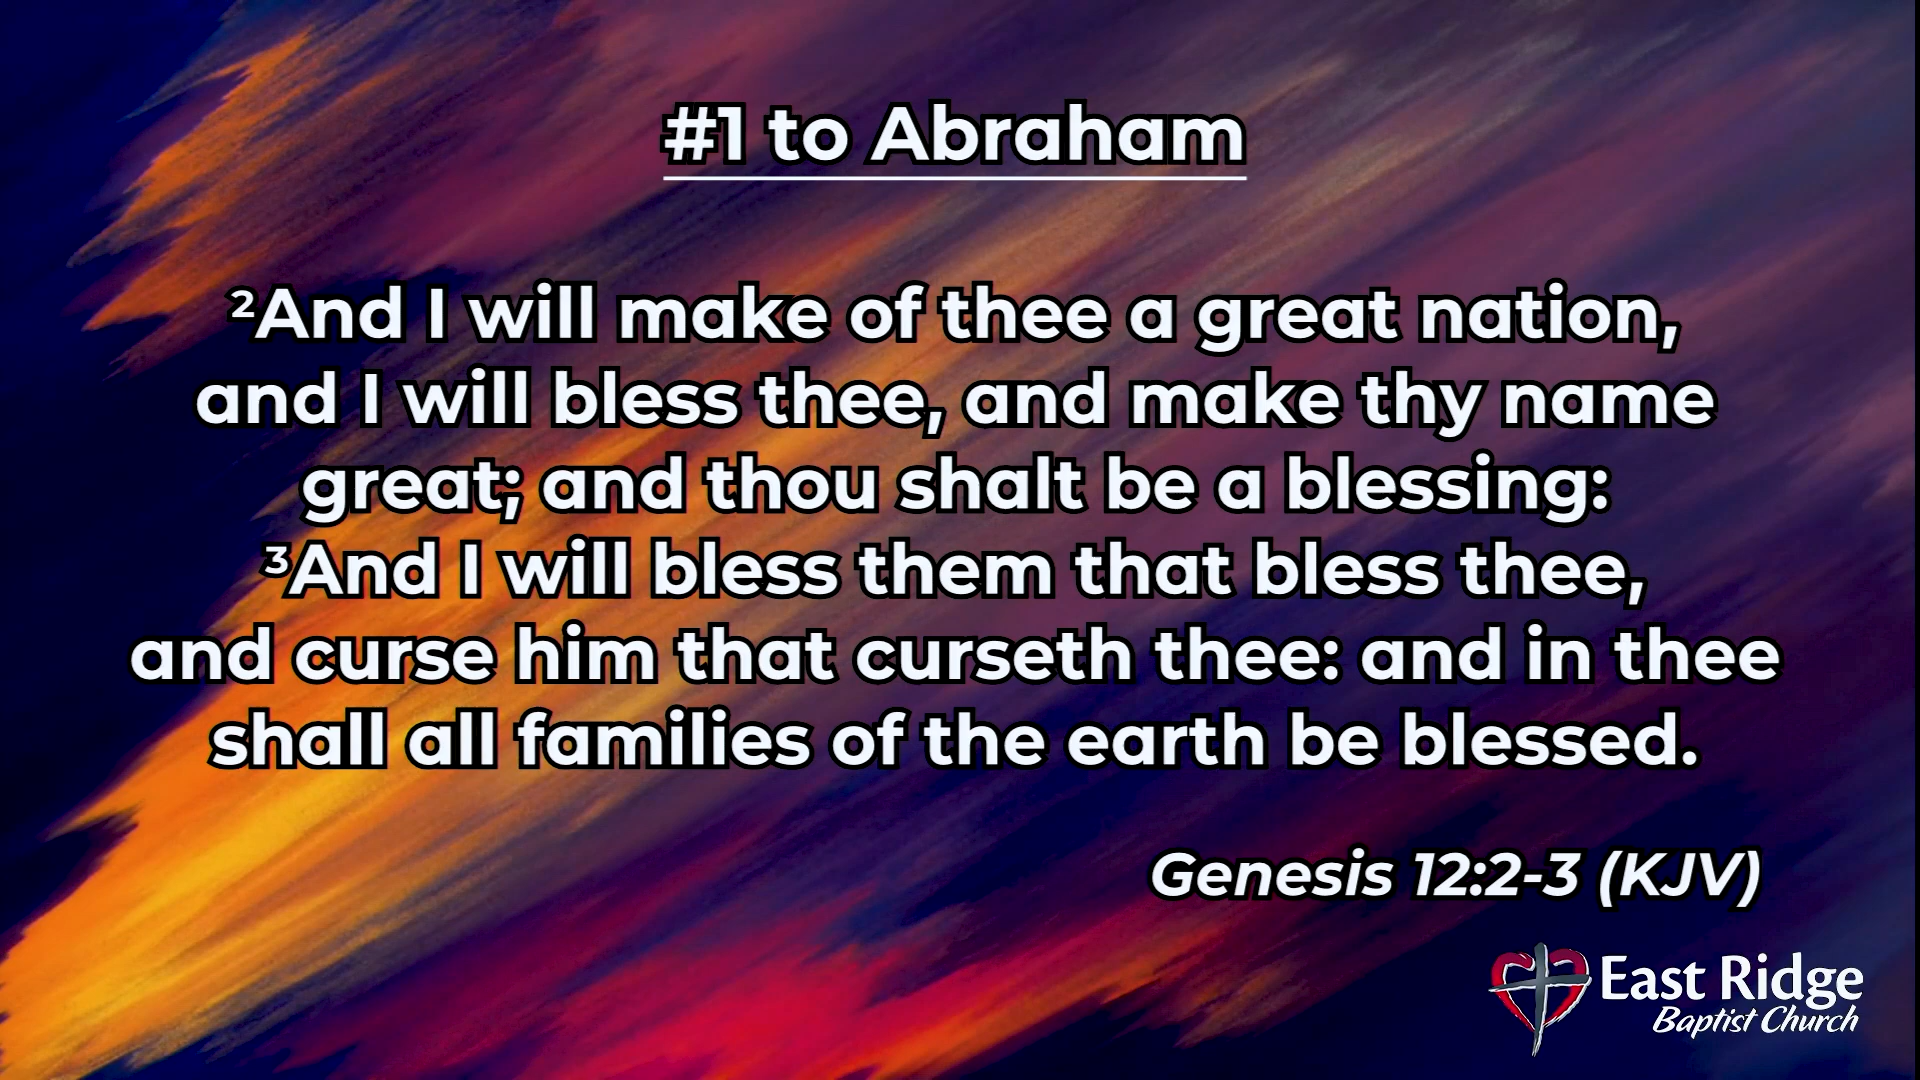 #1 to Abraham
²And I will make of thee a great nation,
and I will bless thee, and make thy name
great; and thou shalt be a blessing:
³And I will bless them that bless thee,
and curse him that curseth thee: and in thee
shall all families of the earth be blessed.
Genesis 12:2-3 (KJV)
East Ridge
Baptist Church